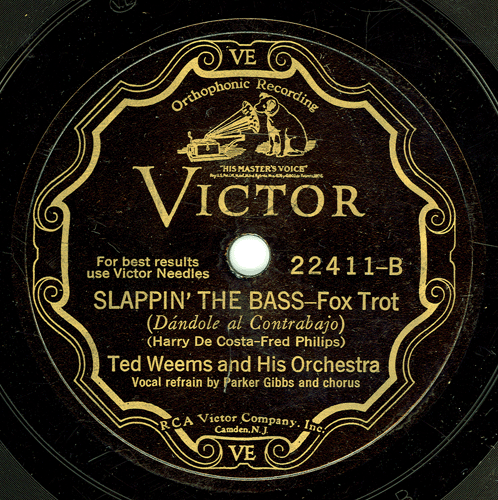 VE
Orthophonic Recording
"HIS MASTER'S VOICE"
VICTOR
For best results
use Victor Needles
22411-B
SLAPPIN' THE BASS-Fox Trot
(Dándole al Contrabajo)
(Harry De Costa-Fred Philips)
Ted Weems and His Orchestra
Vocal refrain by Parker Gibbs and chorus
RCA Victor Company, Inc.
Camden, N.J.
VE